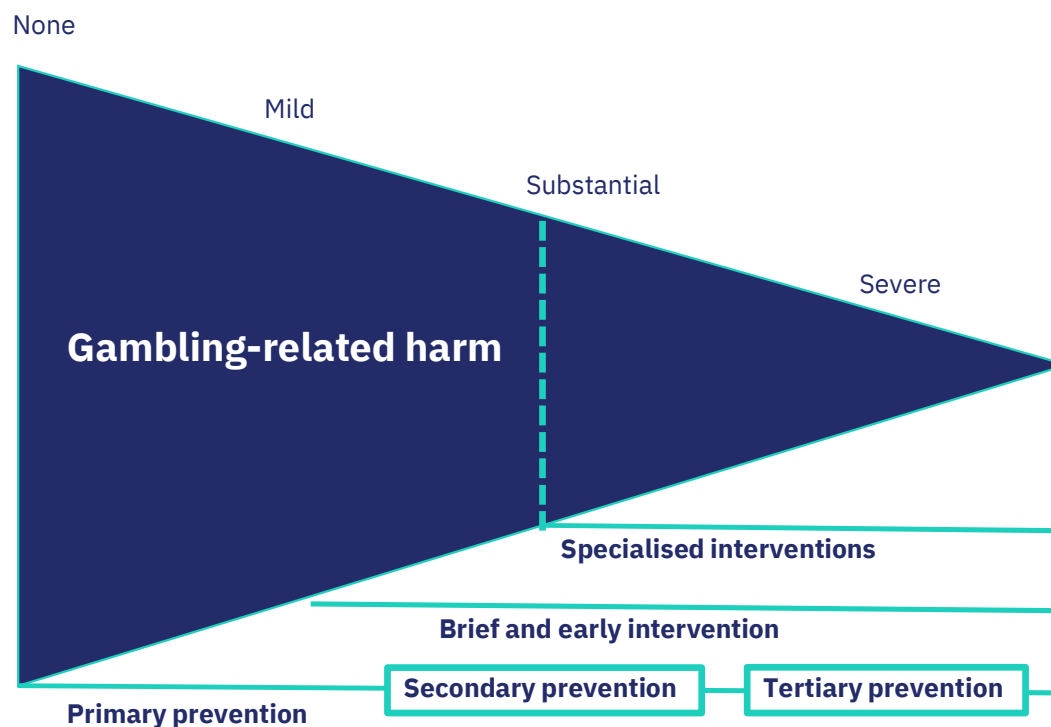 None
Mild
Substantial
Severe
Gambling-related harm
Specialised interventions
Brief and early intervention
Secondary prevention
Tertiary prevention
Primary prevention